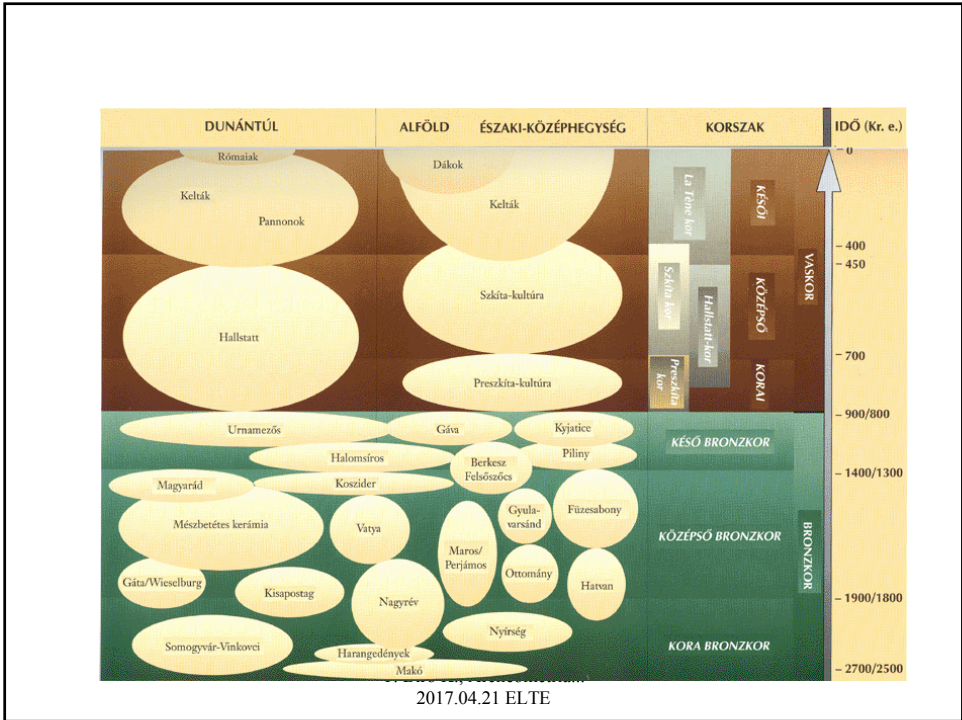 DUNÁNTÚL
ALFÖLD
ÉSZAKI-KÖZÉPHEGYSÉG
KORSZAK
IDŐ (Kr. e.)
Rómaiak
Kelták
Pannonok
Dákok
Kelták
Hallstatt
Szkíta-kultúra
Preszkíta-kultúra
Urnamezős
Gáva
Kyjatice
Halomsíros
Berkesz
Felsőszőcs
Piliny
Magyarád
Koszider
Mészbetétes kerámia
Vatya
Maros/
Perjámos
Gyula-
varsánd
Füzesabony
Gáta/Wieselburg
Kisapostag
Nagyrév
Ottomány
Hatvan
Somogyvár-Vinkovci
Harangedények
Nyírség
Makó
La Tène kor
Szkíta kor
Hallstatt-kor
Preszkíta
kor
KÉSŐI
KÖZÉPSŐ
KORAI
VASKOR
KÉSŐ BRONZKOR
KÖZÉPSŐ BRONZKOR
KORA BRONZKOR
BRONZKOR
– 0
– 400
– 450
– 700
– 900/800
– 1400/1300
– 1900/1800
– 2700/2500
2017.04.21 ELTE